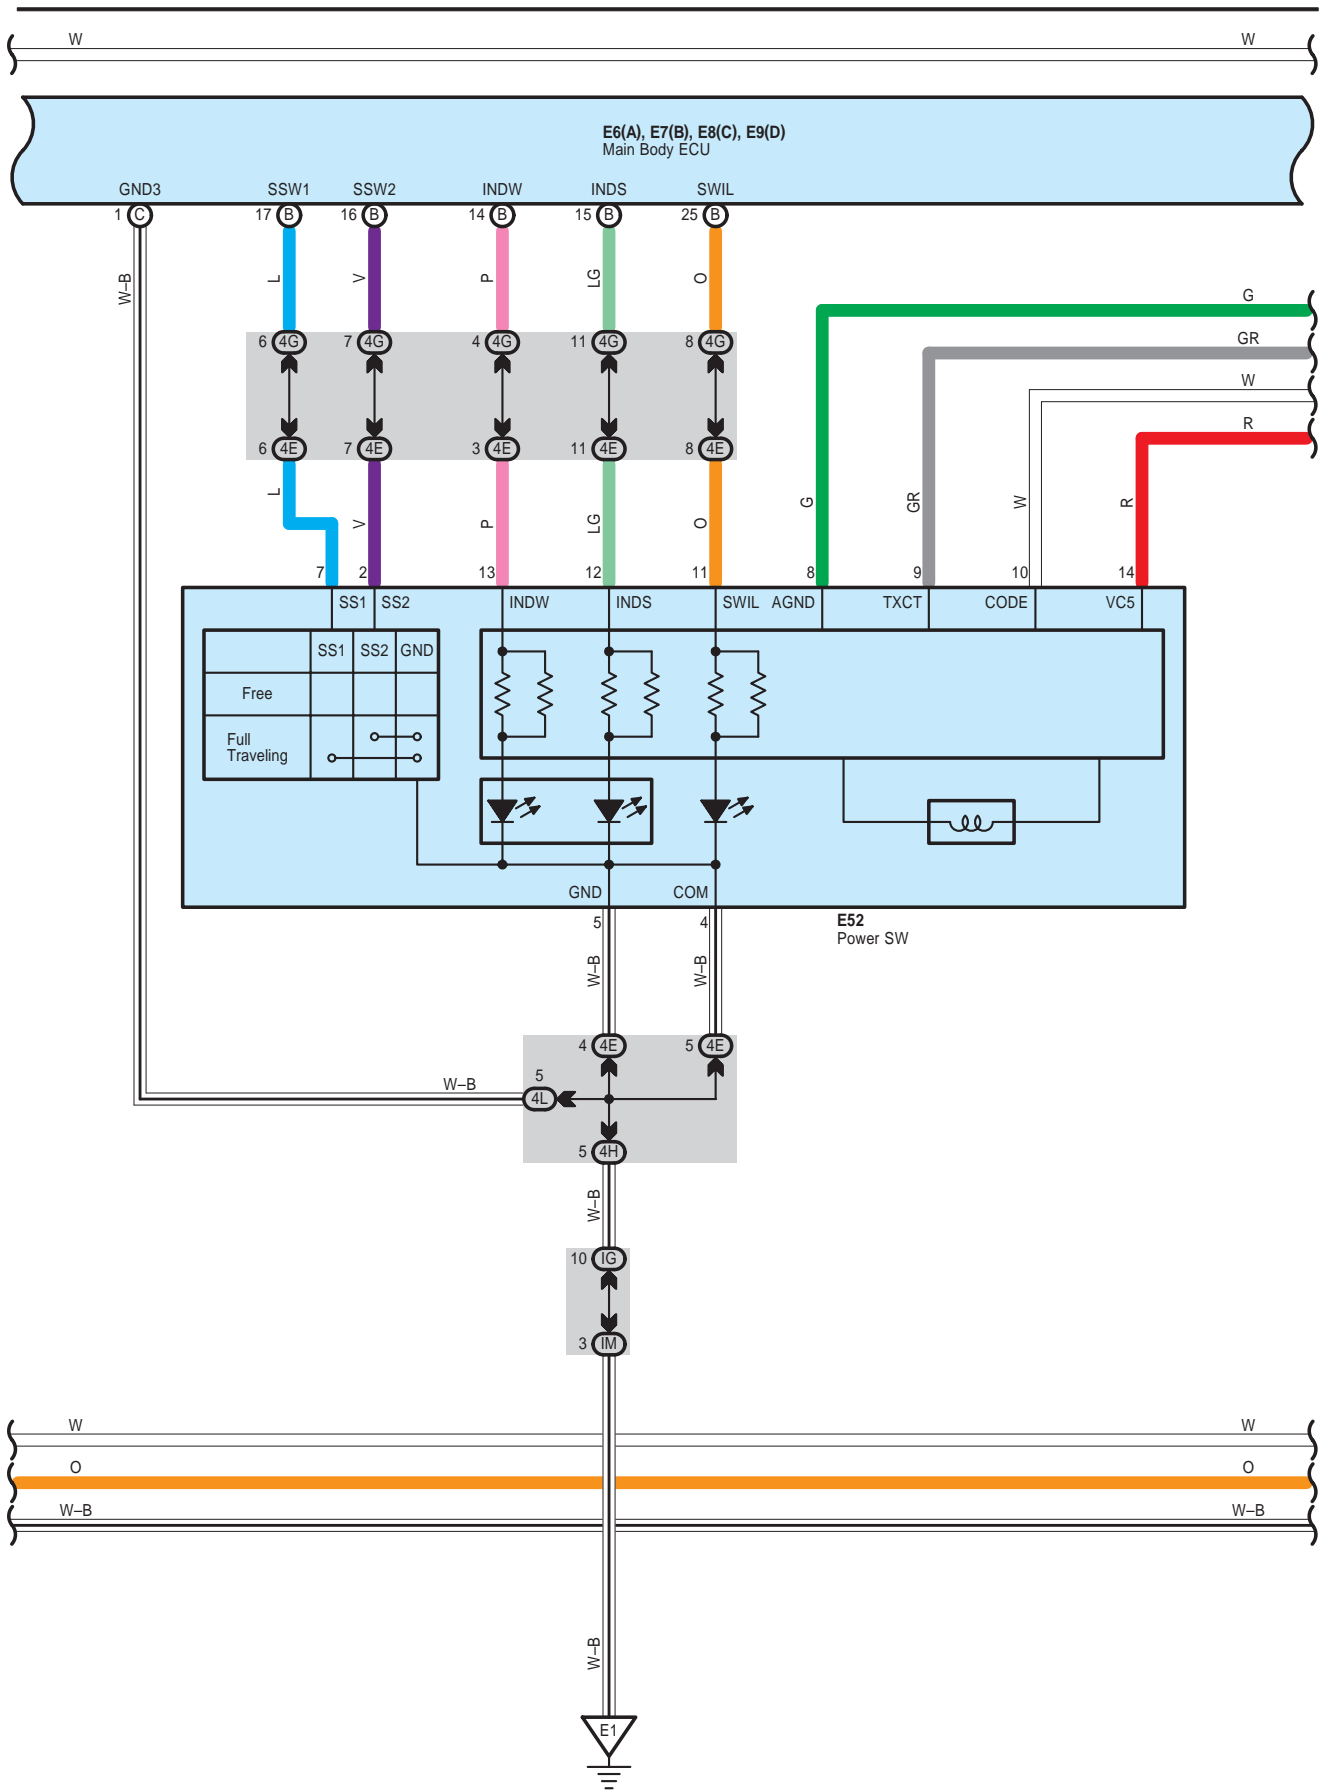 W W
E6(A), E7(B), E8(C), E9(D)
Main Body ECU
GND3 SSW1 SSW2 INDW INDS SWIL
1 C 17 B 16 B 14 B 15 B 25 B
W–B L V P LG O
G
GR
W
R
6 4G 7 4G 4 4G 11 4G 8 4G
6 4E 7 4E 3 4E 11 4E 8 4E
L V P LG O G GR W R
7 2 13 12 11 8 9 10 14
SS1 SS2 INDW INDS SWIL AGND TXCT CODE VC5
SS1 SS2 GND
Free
Full
Traveling
GND COM
5 4
E52
Power SW
W–B W–B
4 4E 5 4E
5
W–B 4L
5 4H
W–B
10 IG
3 IM
W W
O O
W–B W–B
W–B
E1